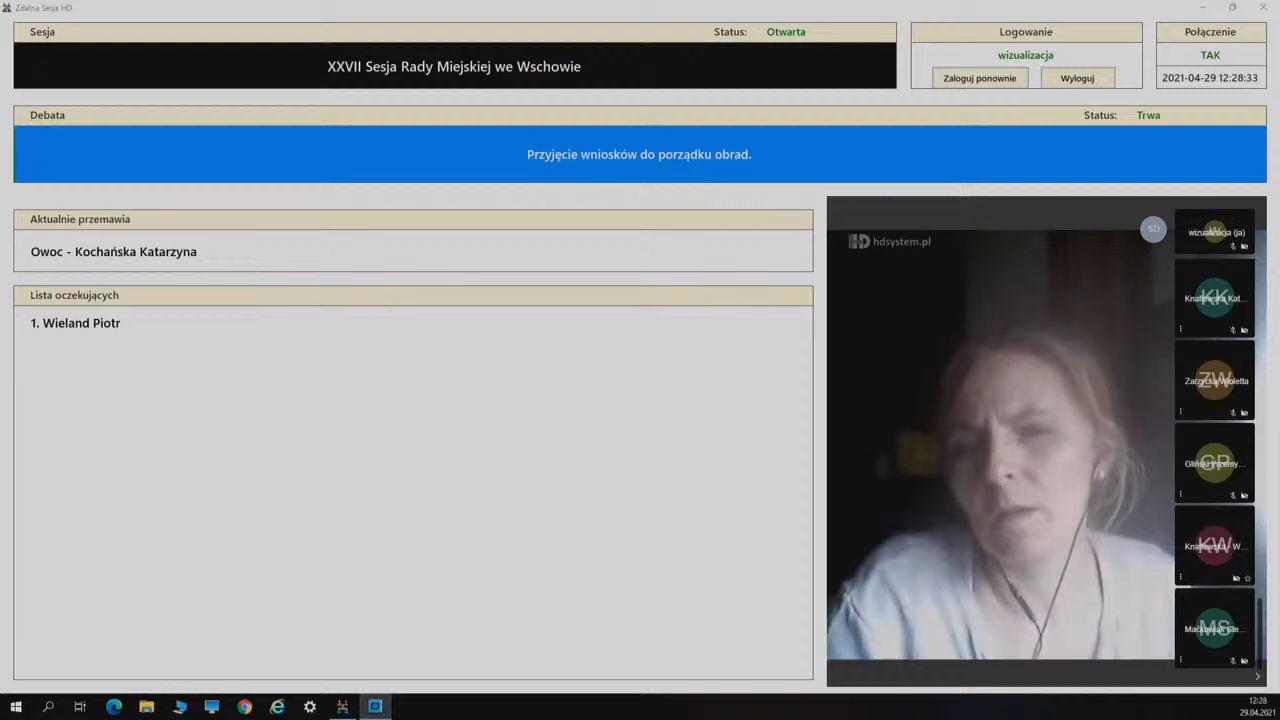 Zdalna Sesja HD
Sesja
Status: Otwarta
XXVII Sesja Rady Miejskiej we Wschowie
Logowanie
wizualizacja
Zaloguj ponownie
Wyloguj
Połączenie
TAK
2021-04-29 12:28:33
Debata
Status: Trwa
Przyjęcie wniosków do porządku obrad.
Aktualnie przemawia
Owoc - Kochańska Katarzyna
Lista oczekujących
1. Wieland Piotr
HD hdsystem.pl
SD
W
wizualizacja (ja)
KK
Knatlewska Kat...
ZW
Zarzycka Wioletta
GP
KW
MS
12:28
29.04.2021